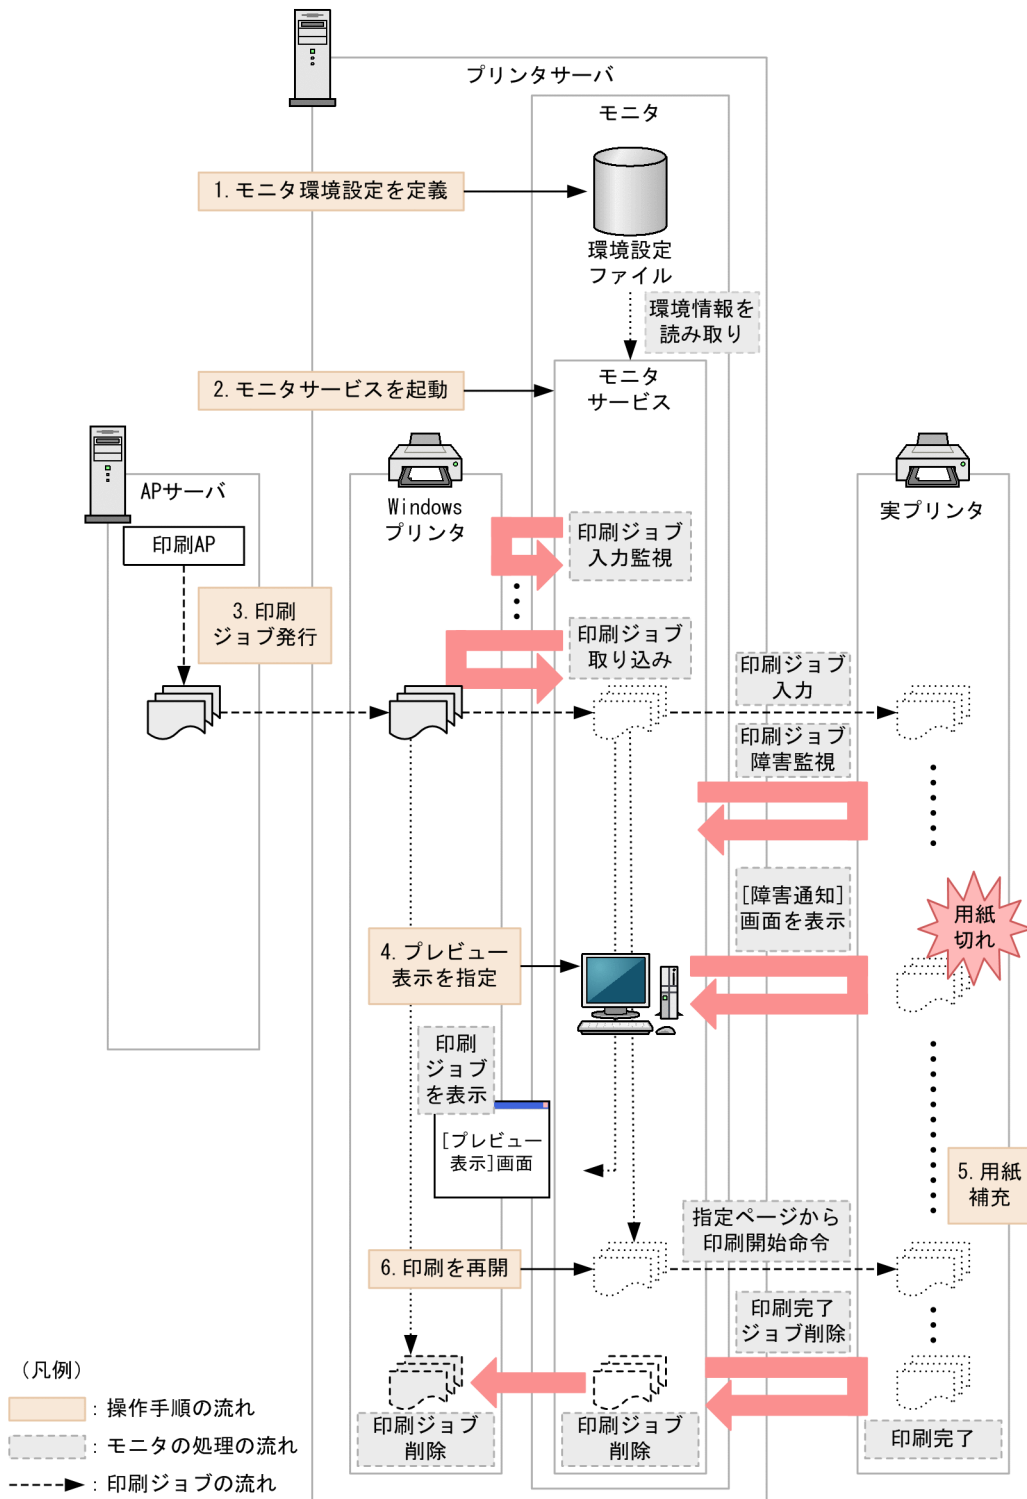 プリンタサーバ
モニタ
1.モニタ環境設定を定義
環境設定
ファイル
環境情報を
読み取り
2.モニタサービスを起動
モニタ
サービス
APサーバ
Windows
プリンタ
実プリンタ
印刷AP
印刷ジョブ
入力監視
3.印刷
ジョブ発行
印刷ジョブ
取り込み
印刷ジョブ
入力
印刷ジョブ
障害監視
[障害通知]
画面を表示
用紙
切れ
4.プレビュー
表示を指定
印刷
ジョブ
を表示
[プレビュー
表示]画面
5.用紙
補充
指定ページから
印刷開始命令
6.印刷を再開
印刷完了
ジョブ削除
印刷ジョブ
削除
印刷ジョブ
削除
印刷完了
(凡例)
:操作手順の流れ
:モニタの処理の流れ
:印刷ジョブの流れ